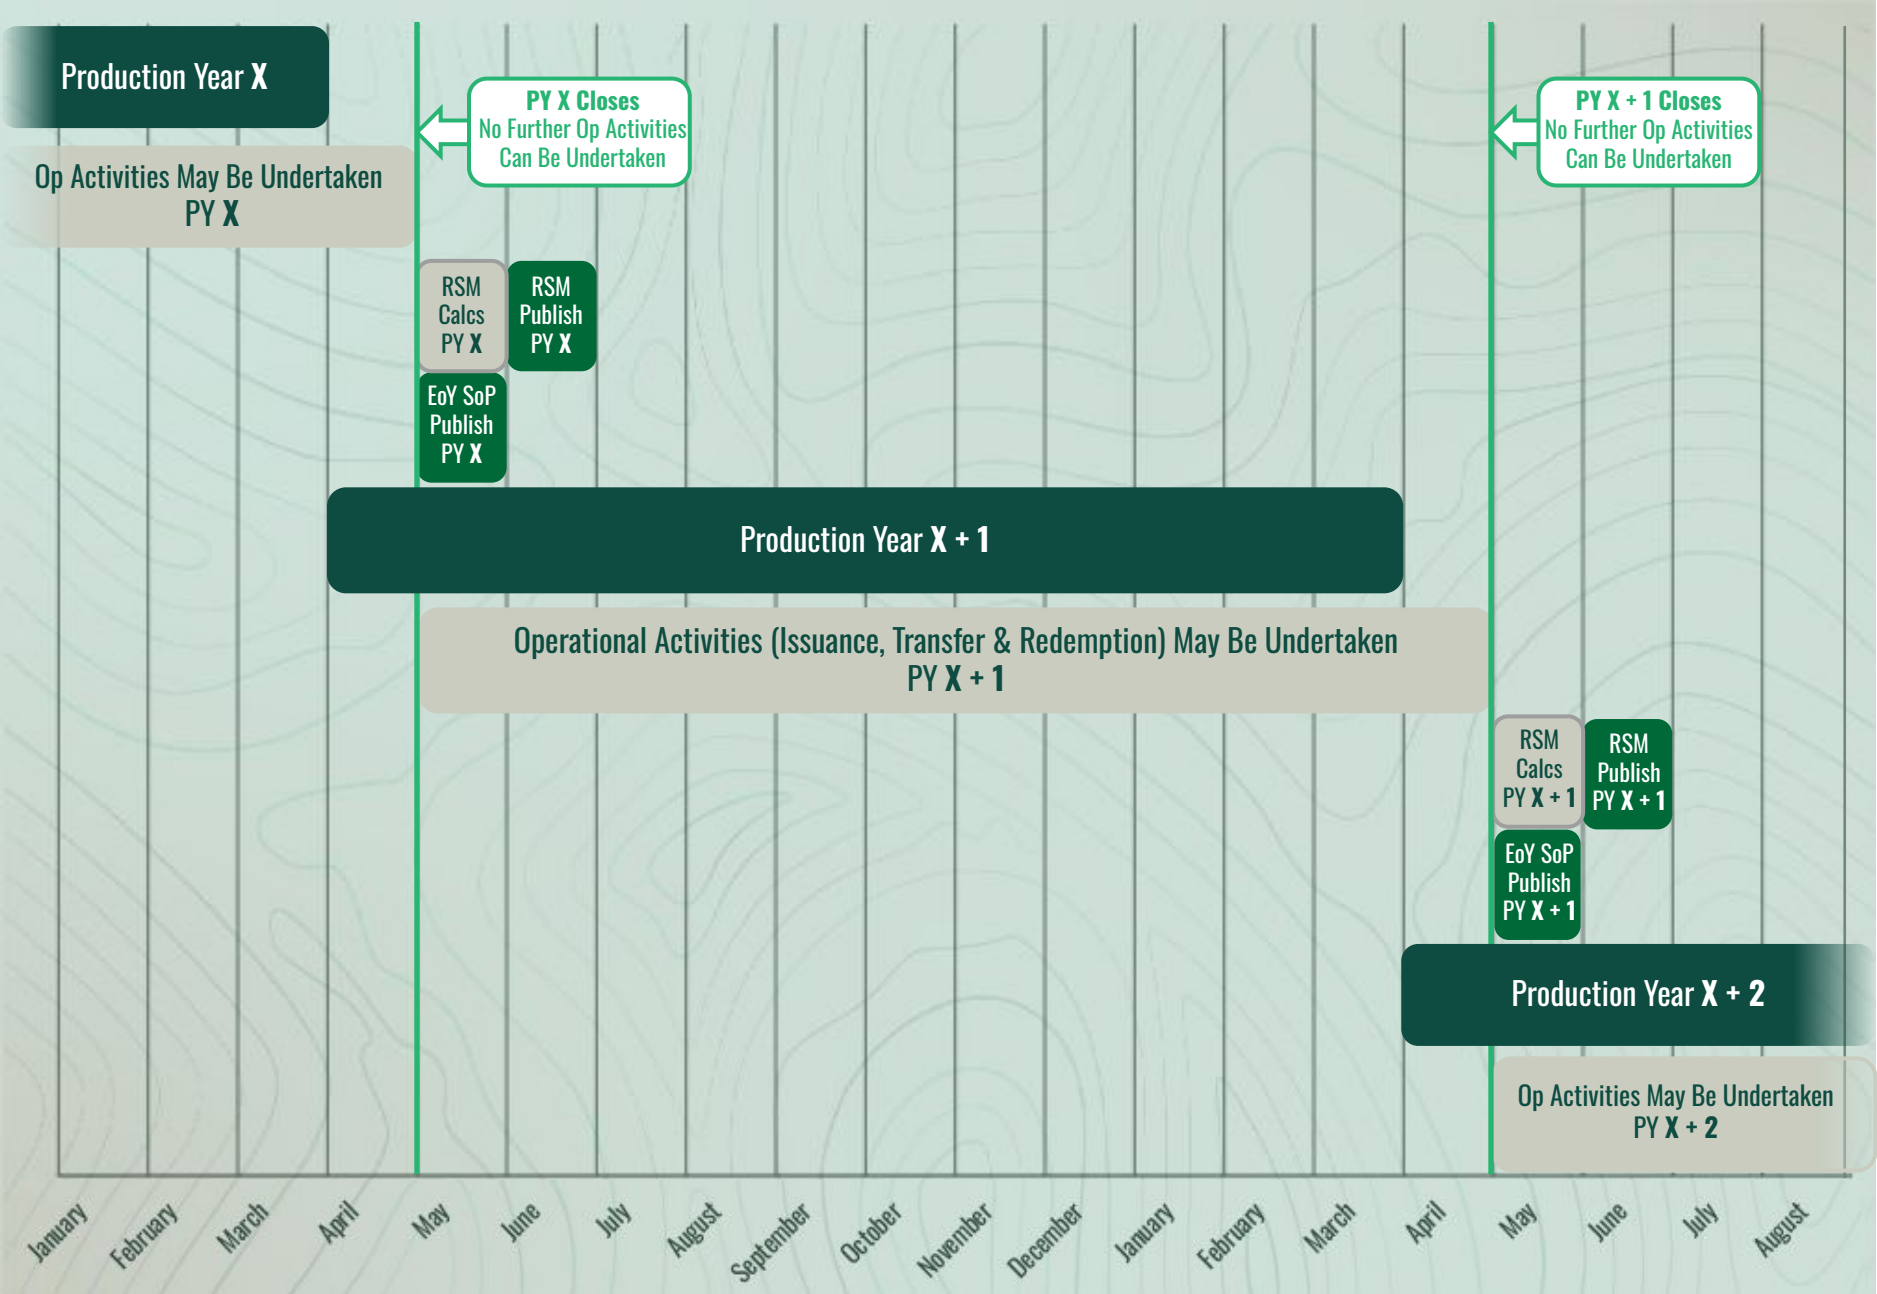 Production Year X
PY X Closes
No Further Op Activities
Can Be Undertaken
PY X + 1 Closes
No Further Op Activities
Can Be Undertaken
Op Activities May Be Undertaken
PY X
RSM
Calcs
PY X
RSM
Publish
PY X
EoY SoP
Publish
PY X
Production Year X + 1
Operational Activities (Issuance, Transfer & Redemption) May Be Undertaken
PY X + 1
RSM
Calcs
PY X + 1
RSM
Publish
PY X + 1
EoY SoP
Publish
PY X + 1
Production Year X + 2
Op Activities May Be Undertaken
PY X + 2
January
February
March
April
May
June
July
August
September
October
November
December
January
February
March
April
May
June
July
August